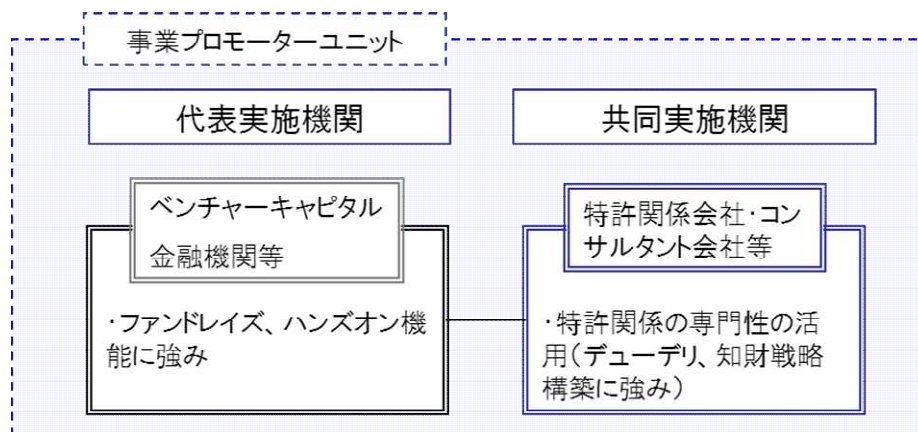 事業プロモーターユニット
代表実施機関
共同実施機関
ベンチャーキャピタル
金融機関等
・ファンドレイズ、ハンズオン機
能に強み
特許関係会社・コン
サルタント会社等
・特許関係の専門性の活
用(デューデリ、知財戦略
構築に強み)